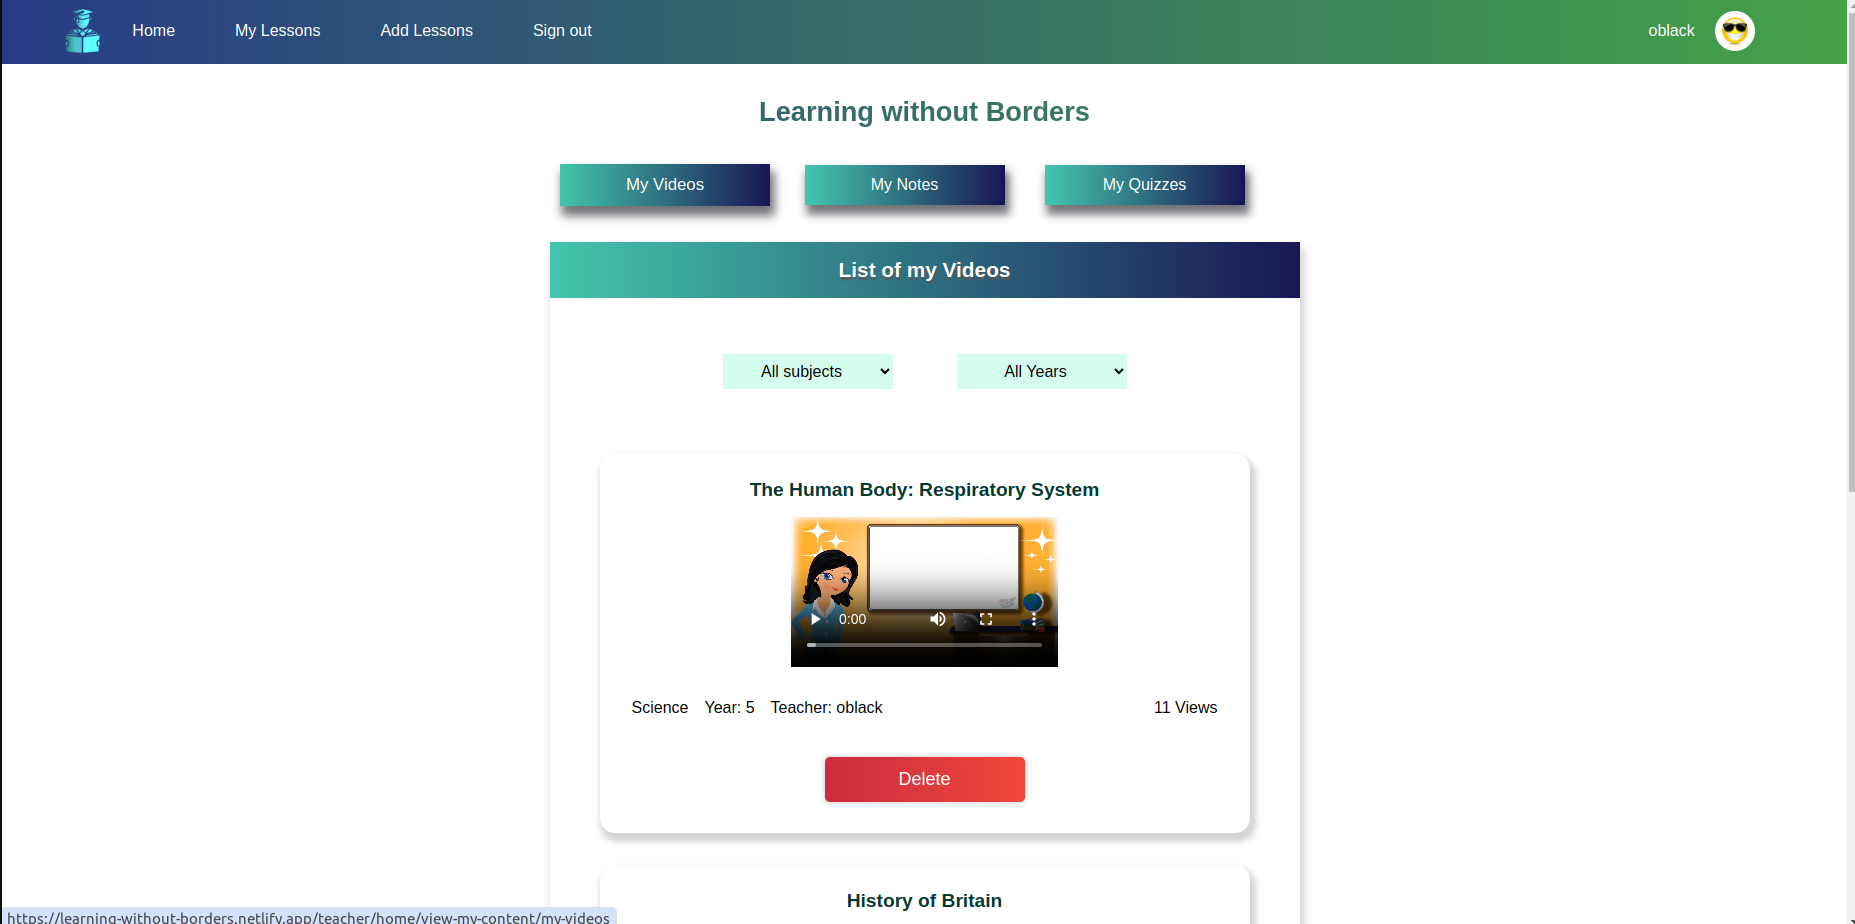 Home My Lessons Add Lessons Sign out oblack
Learning without Borders
My Videos My Notes My Quizzes
List of my Videos
All subjects All Years
The Human Body: Respiratory System
0:00
Science Year: 5 Teacher: oblack 11 Views
Delete
History of Britain
https://learning-without-borders.netlify.app/teacher/home/view-my-content/my-videos